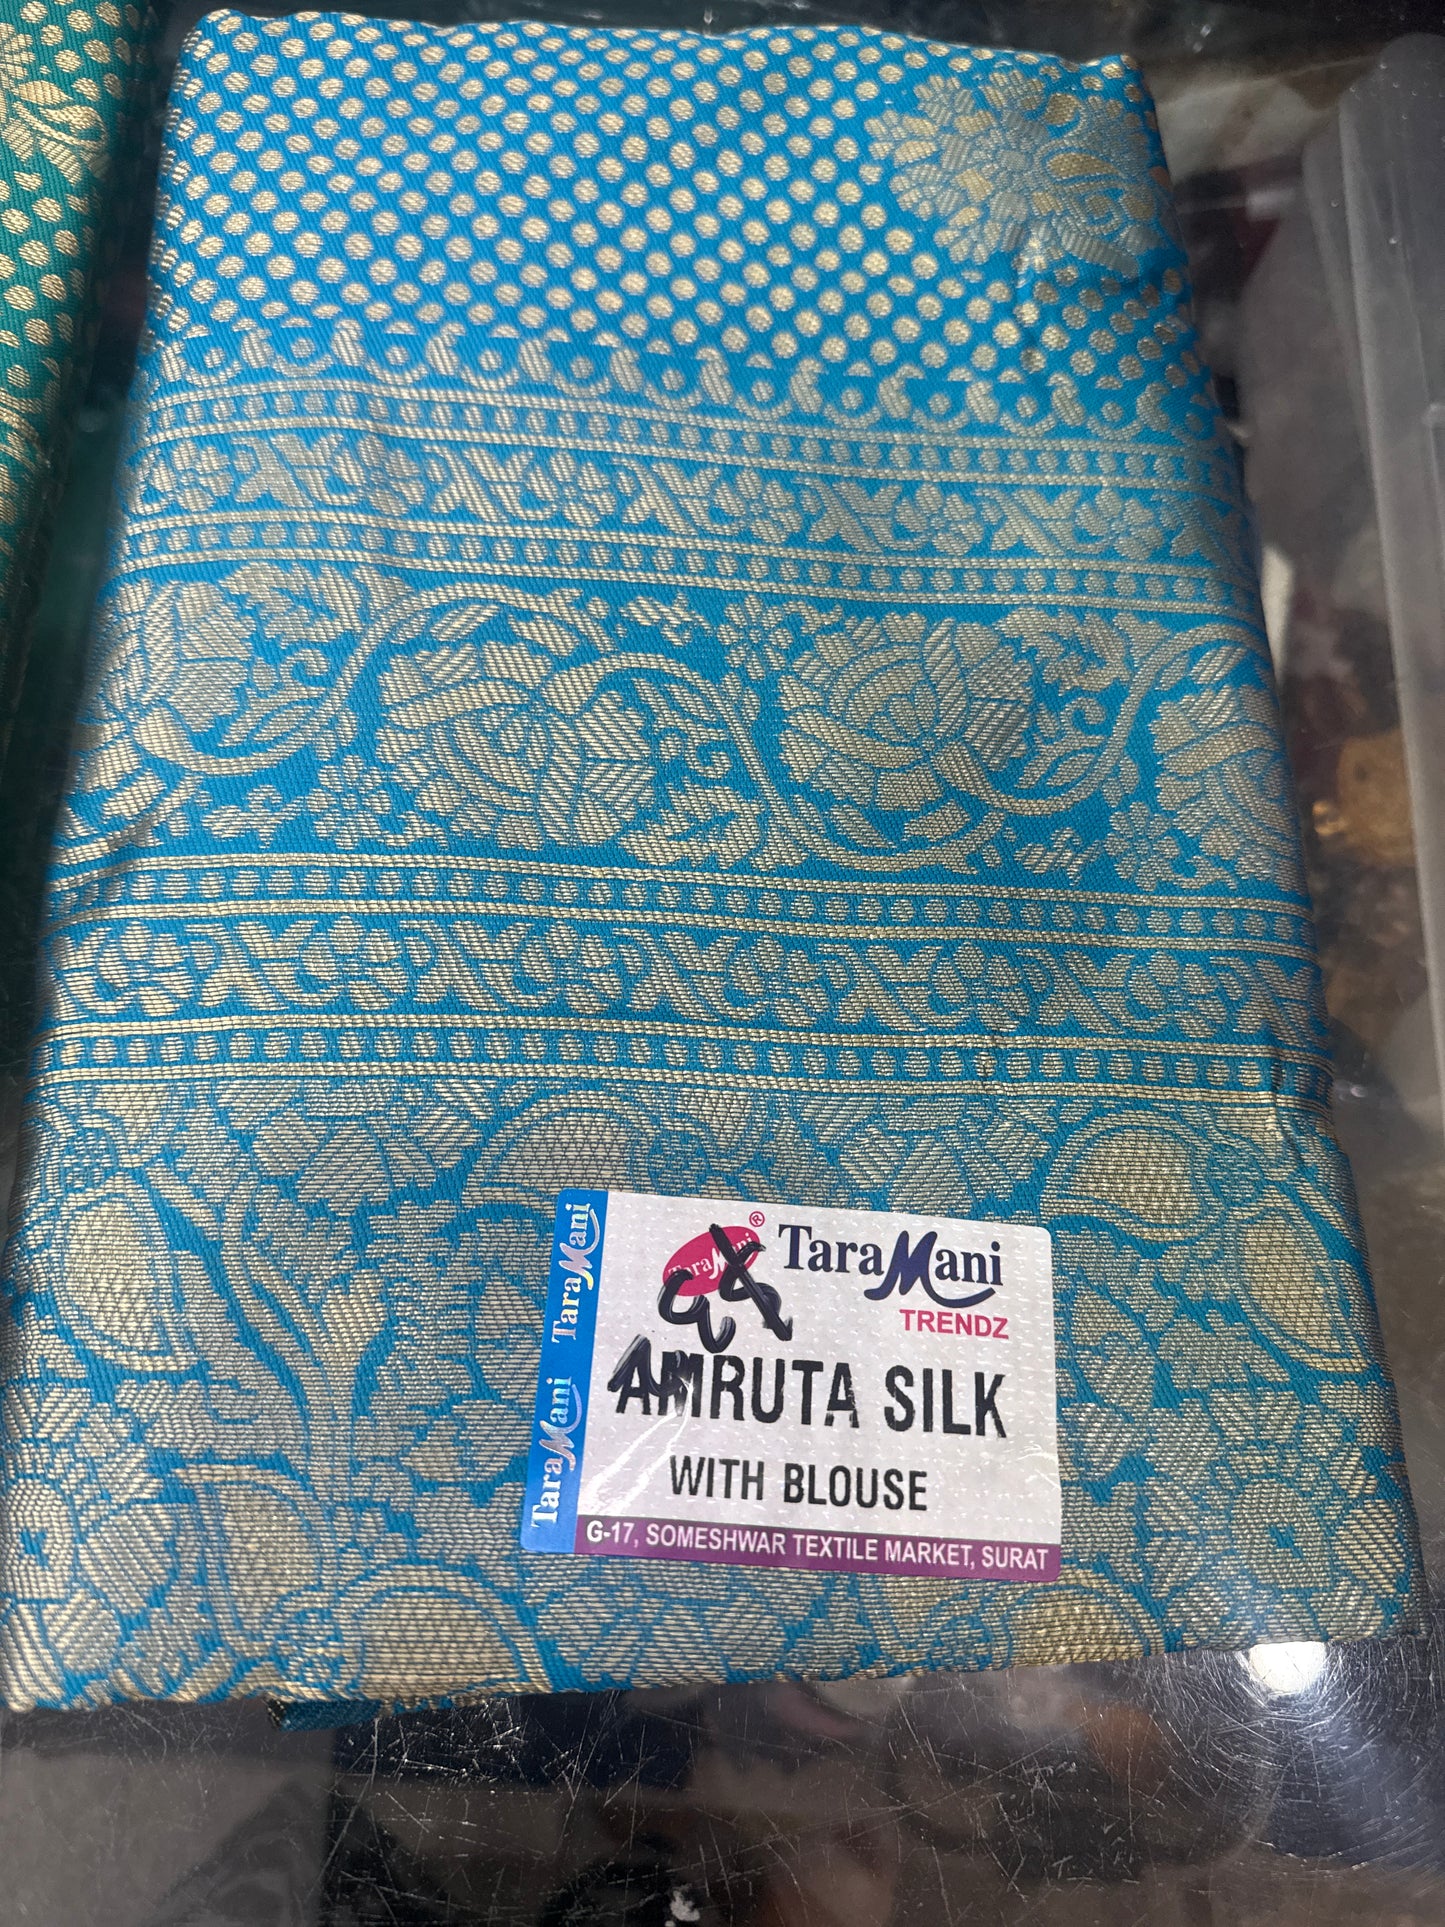 TaraMani TaraMani
TaraMani ®
TaraMani
TRENDZ
AMRUTA SILK
WITH BLOUSE
G-17, SOMESHWAR TEXTILE MARKET, SURAT